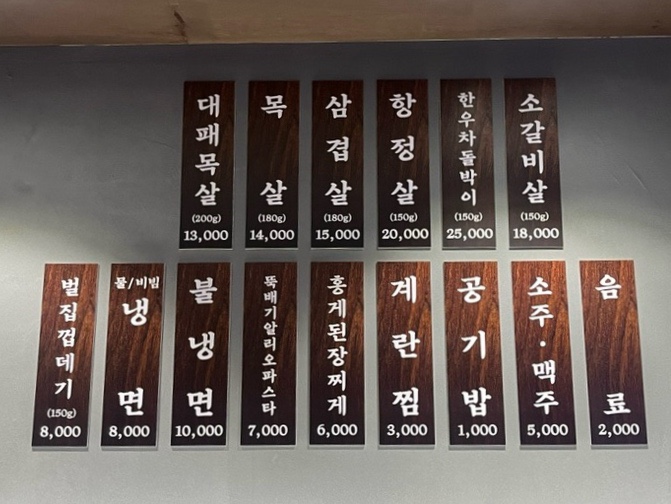 대패목살
(200g)
13,000
목살
(180g)
14,000
삼겹살
(180g)
15,000
항정살
(150g)
20,000
한우차돌박이
(150g)
25,000
소갈비살
(150g)
18,000
벌집껍데기
(150g)
8,000
물/비빔
냉면
8,000
불냉면
10,000
뚝배기알리오파스타
7,000
홍게된장찌게
6,000
계란찜
3,000
공기밥
1,000
소주·맥주
5,000
음료
2,000